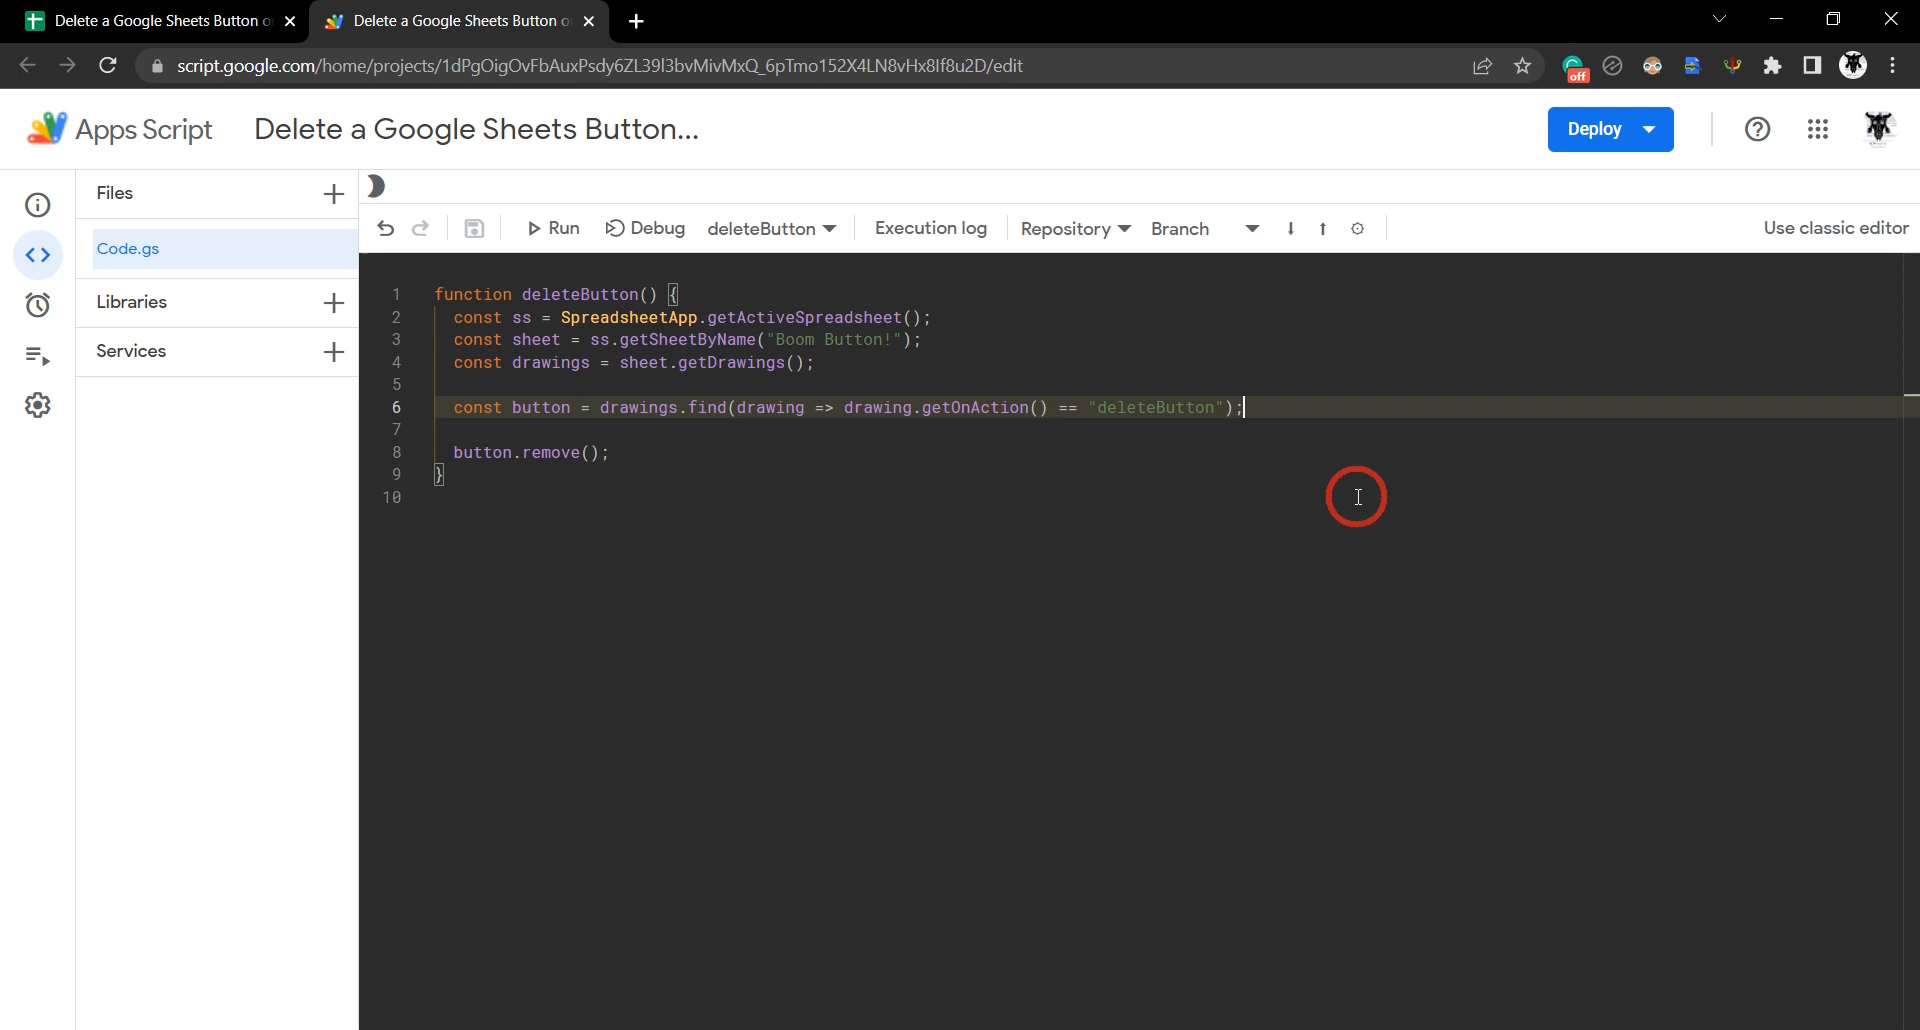 Delete a Google Sheets Button o
Delete a Google Sheets Button o
script.google.com/home/projects/1dPgOigOvFbAuxPsdy6ZL39l3bvMivMxQ_6pTmo152X4LN8vHx8lf8u2D/edit
off
Apps Script
Delete a Google Sheets Button...
Deploy
Files
Code.gs
Libraries
Services
Run
Debug
deleteButton
Execution log
Repository
Branch
Use classic editor
1 function deleteButton() {
2 const ss = SpreadsheetApp.getActiveSpreadsheet();
3 const sheet = ss.getSheetByName("Boom Button!");
4 const drawings = sheet.getDrawings();
5
6 const button = drawings.find(drawing => drawing.getOnAction() == "deleteButton");
7
8 button.remove();
9 }
10